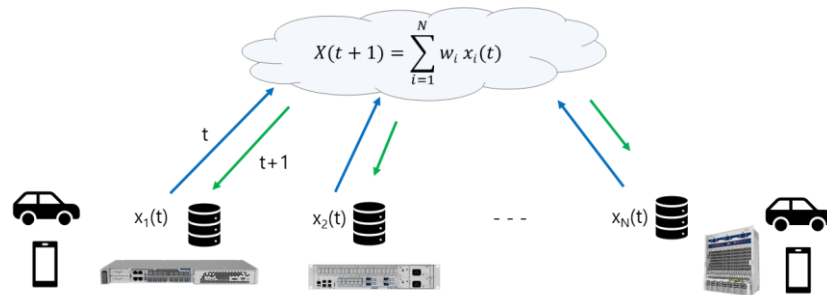 X(t + 1) = ∑_{i=1}^{N} w_i x_i(t)
t
t+1
x₁(t)
x₂(t)
- - -
x_N(t)